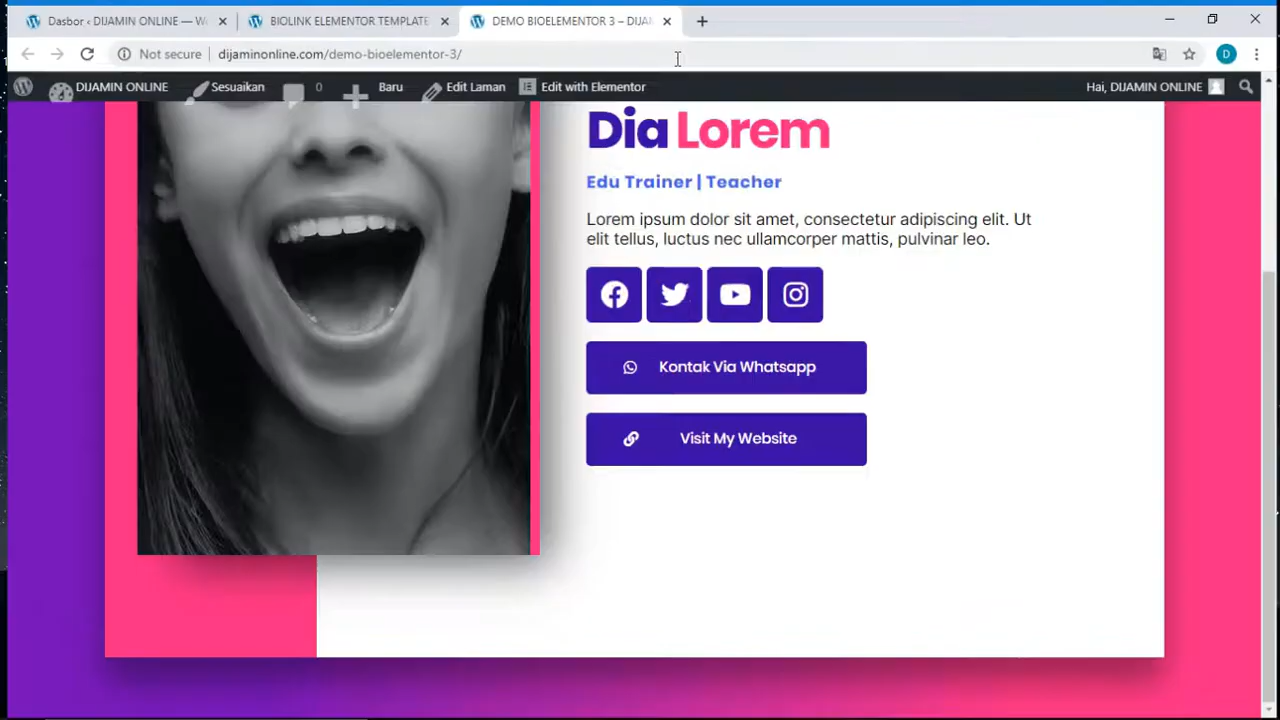 Dasbor ‹ DIJAMIN ONLINE — W
BIOLINK ELEMENTOR TEMPLATE
DEMO BIOELEMENTOR 3 – DIJA
Not secure
dijaminonline.com/demo-bioelementor-3/
D
DIJAMIN ONLINE
Sesuaikan
0
Baru
Edit Laman
Edit with Elementor
Hai, DIJAMIN ONLINE
Dia Lorem
Edu Trainer | Teacher
Lorem ipsum dolor sit amet, consectetur adipiscing elit. Ut
elit tellus, luctus nec ullamcorper mattis, pulvinar leo.
Kontak Via Whatsapp
Visit My Website